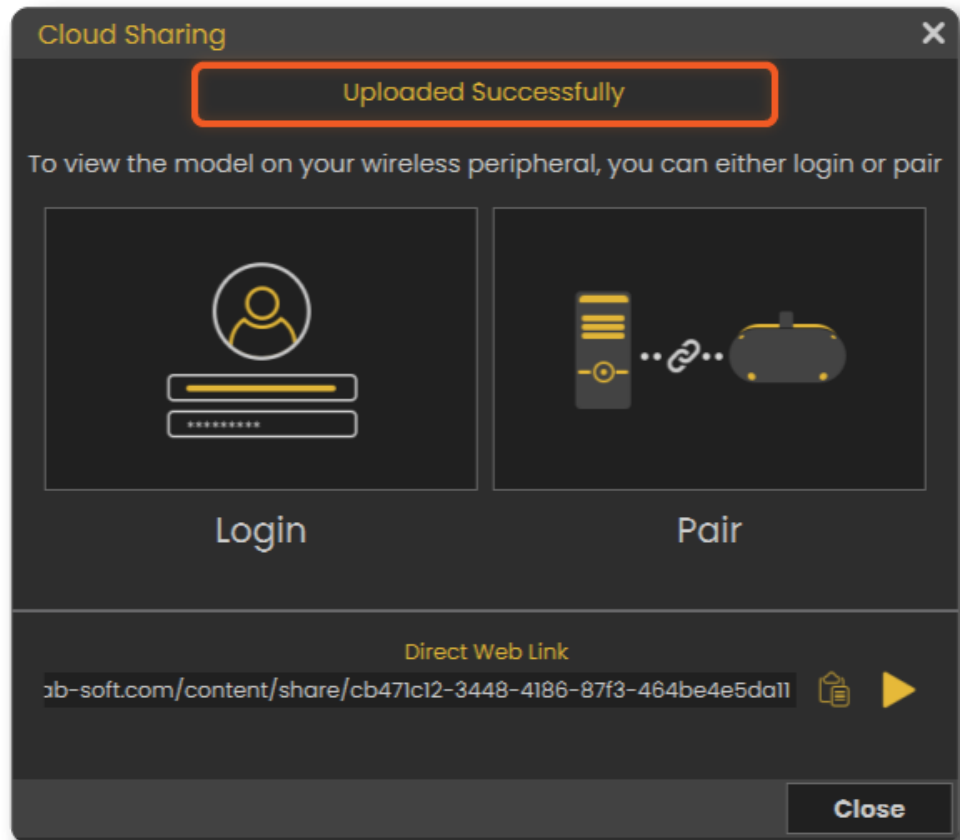 Cloud Sharing
Uploaded Successfully
To view the model on your wireless peripheral, you can either login or pair
*********
Login
Pair
Direct Web Link
ab-soft.com/content/share/cb471c12-3448-4186-87f3-464be4e5da11
Close